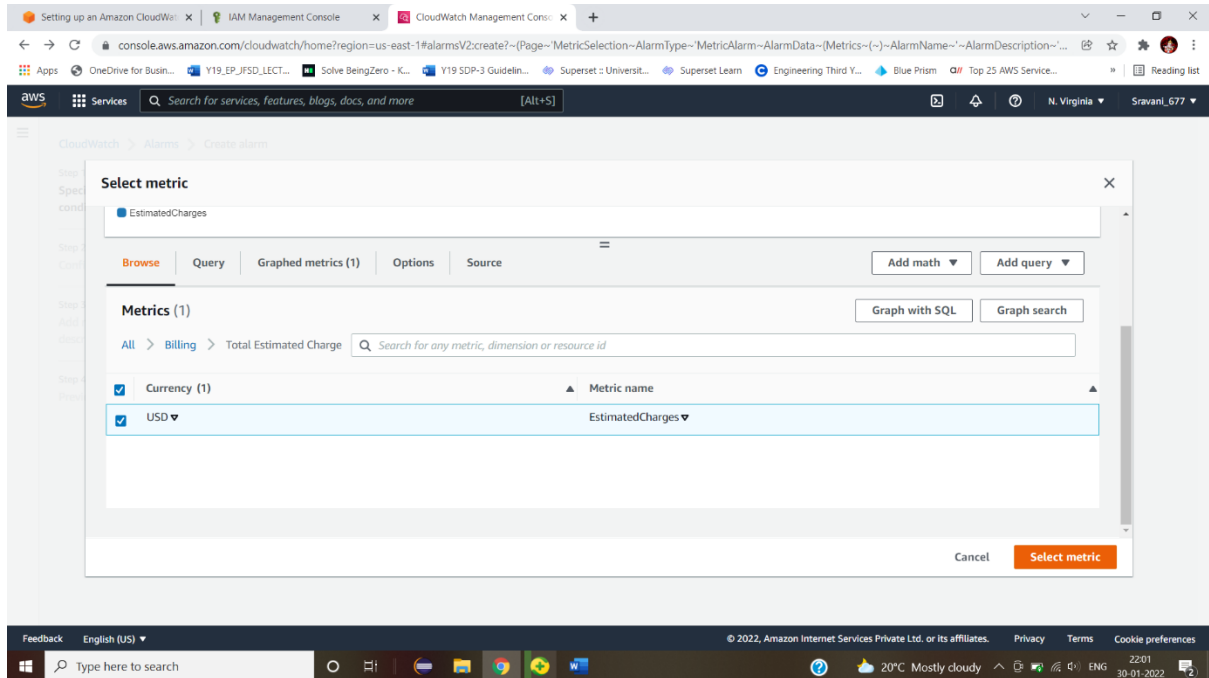 Setting up an Amazon CloudWat
IAM Management Console
CloudWatch Management Consc
console.aws.amazon.com/cloudwatch/home?region=us-east-1#alarmsV2:create?~(Page~'MetricSelection~AlarmType~'MetricAlarm~AlarmData~(Metrics~(~)~AlarmName~'~AlarmDescription~'...
Apps OneDrive for Busin... Y19_EP_JFSD_LECT... Solve BeingZero - K... Y19 SDP-3 Guidelin... Superset :: Universit... Superset Learn Engineering Third Y... Blue Prism Top 25 AWS Service... » Reading list
aws Services Search for services, features, blogs, docs, and more [Alt+S] N. Virginia ▼ Sravani_677 ▼
CloudWatch > Alarms > Create alarm
Select metric
EstimatedCharges
Browse Query Graphed metrics (1) Options Source Add math ▼ Add query ▼
Metrics (1) Graph with SQL Graph search
All > Billing > Total Estimated Charge Search for any metric, dimension or resource id
Currency (1) Metric name
USD EstimatedCharges
Cancel Select metric
Feedback English (US) ▼ © 2022, Amazon Internet Services Private Ltd. or its affiliates. Privacy Terms Cookie preferences
Type here to search 20°C Mostly cloudy ENG 22:01
30-01-2022